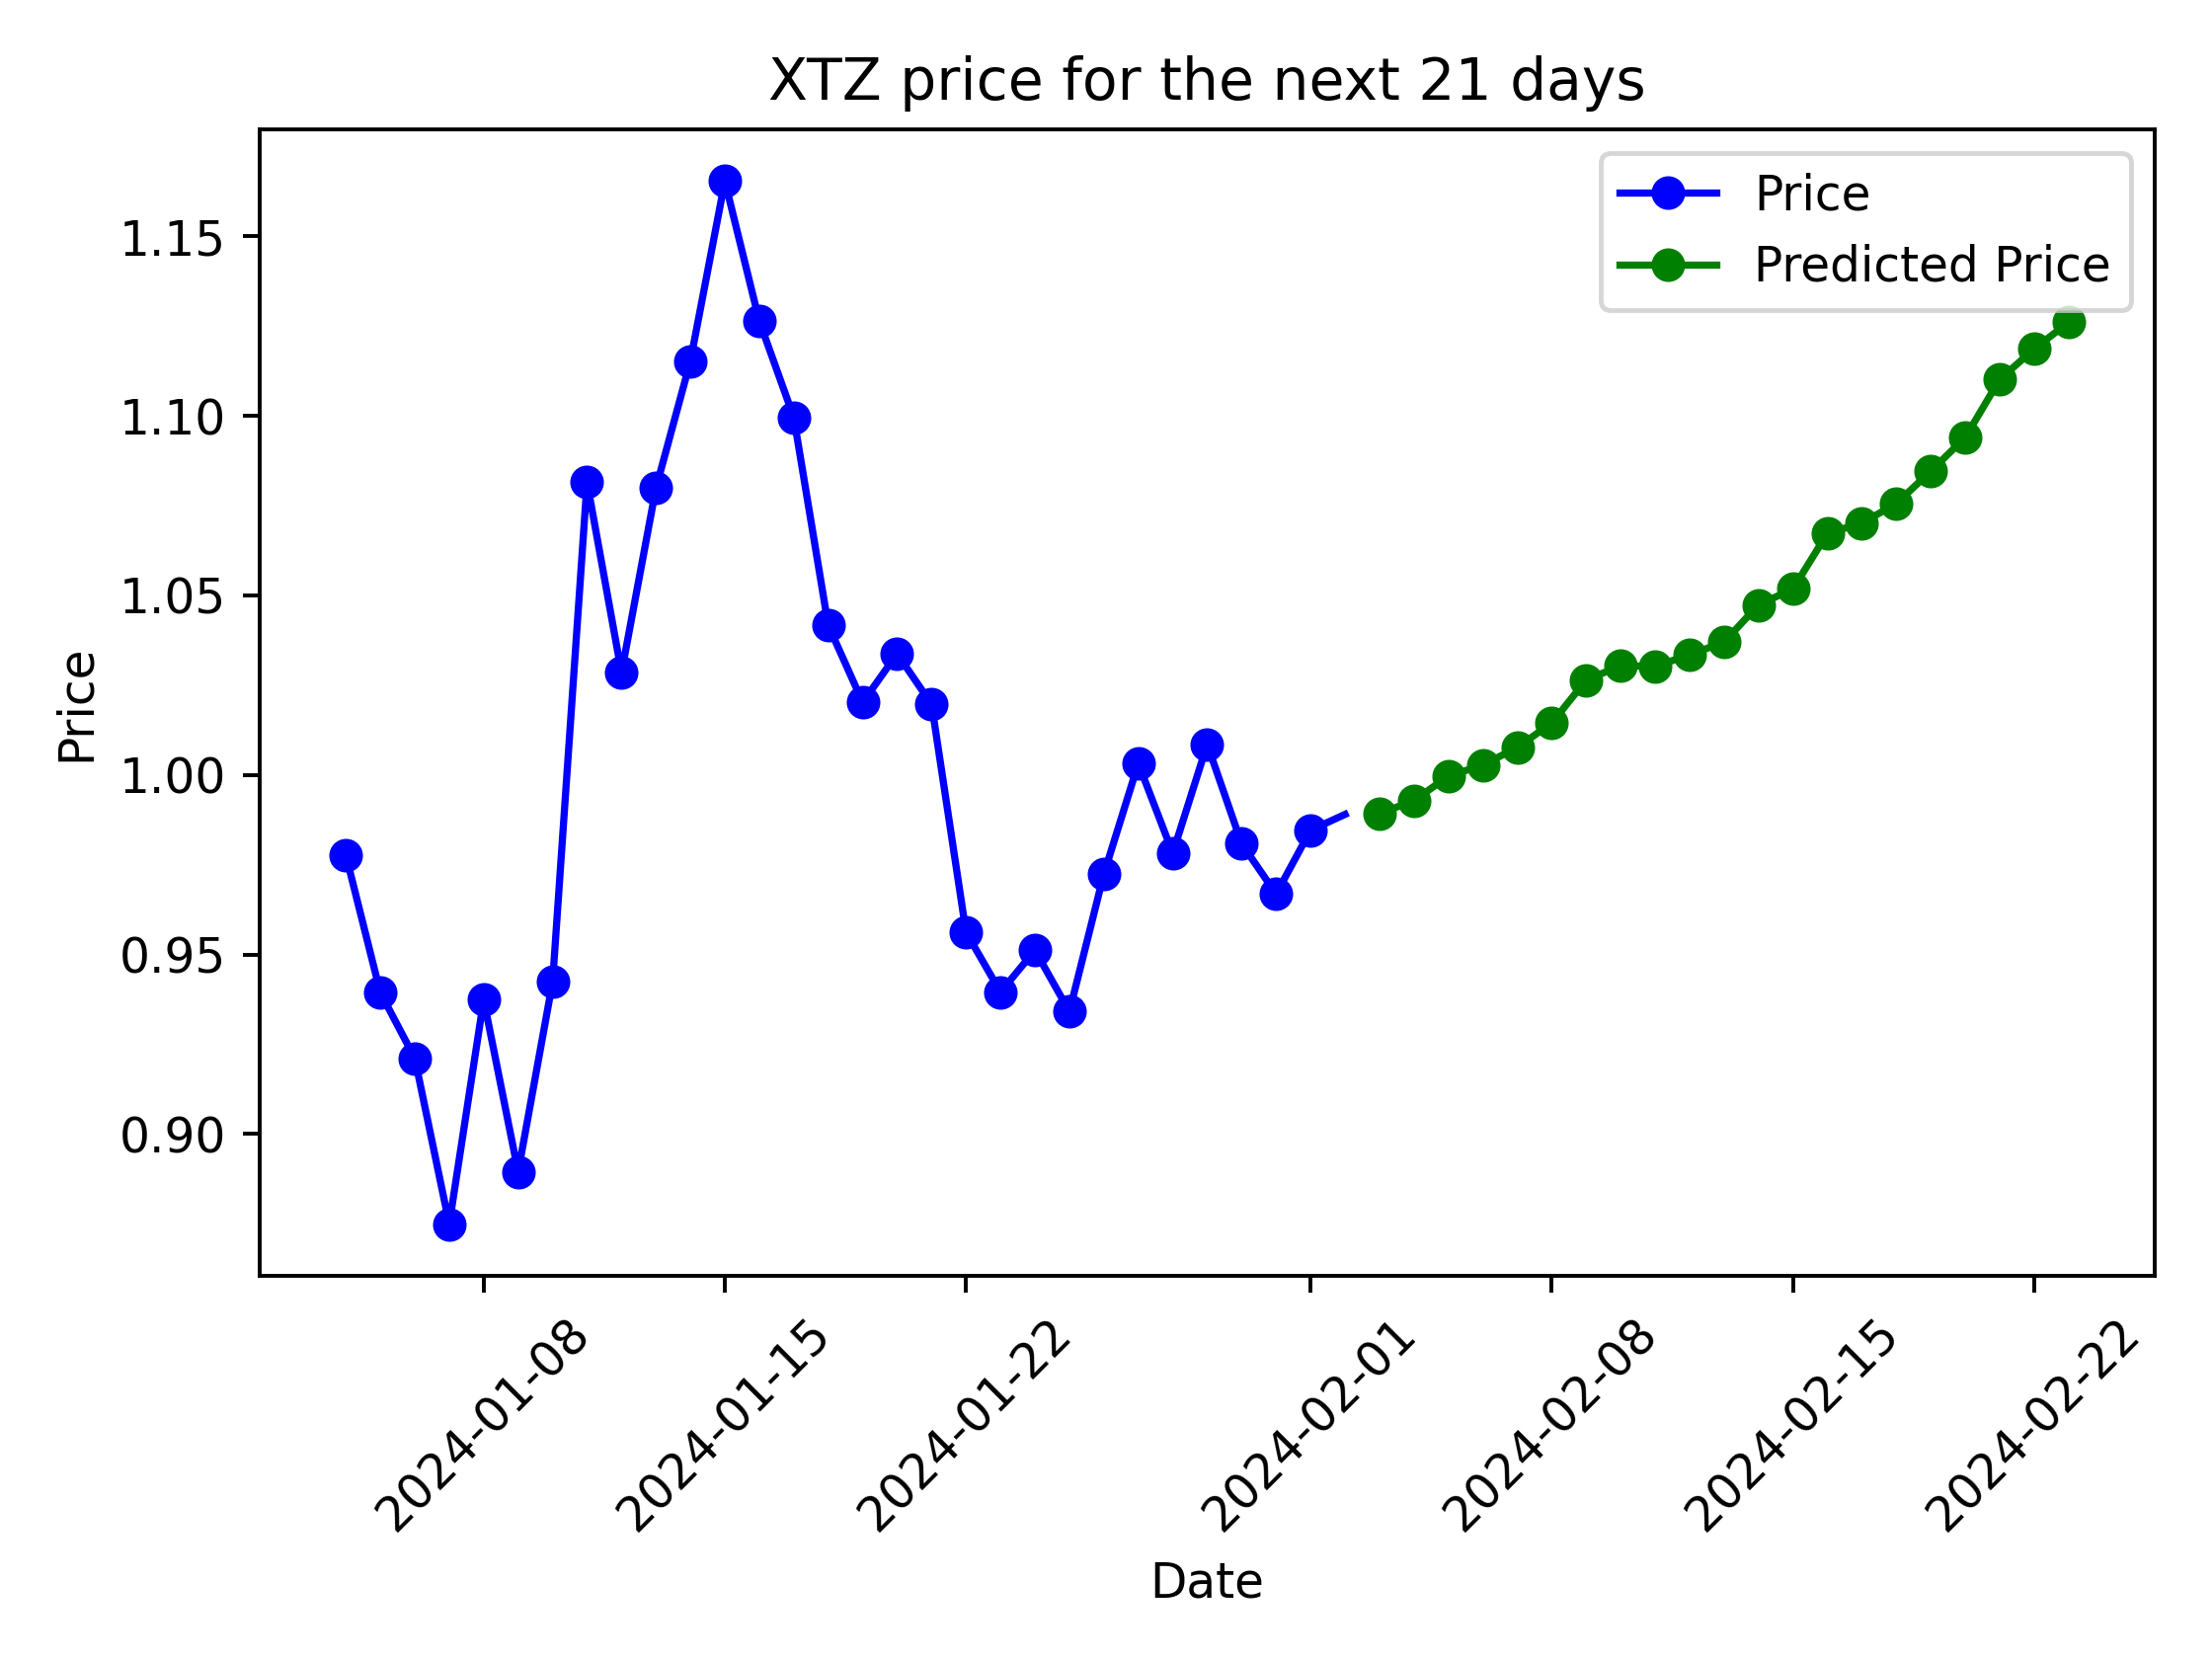 XTZ price for the next 21 days
Price
Predicted Price
1.15
1.10
1.05
1.00
0.95
0.90
Price
2024-01-08
2024-01-15
2024-01-22
2024-02-01
2024-02-08
2024-02-15
2024-02-22
Date